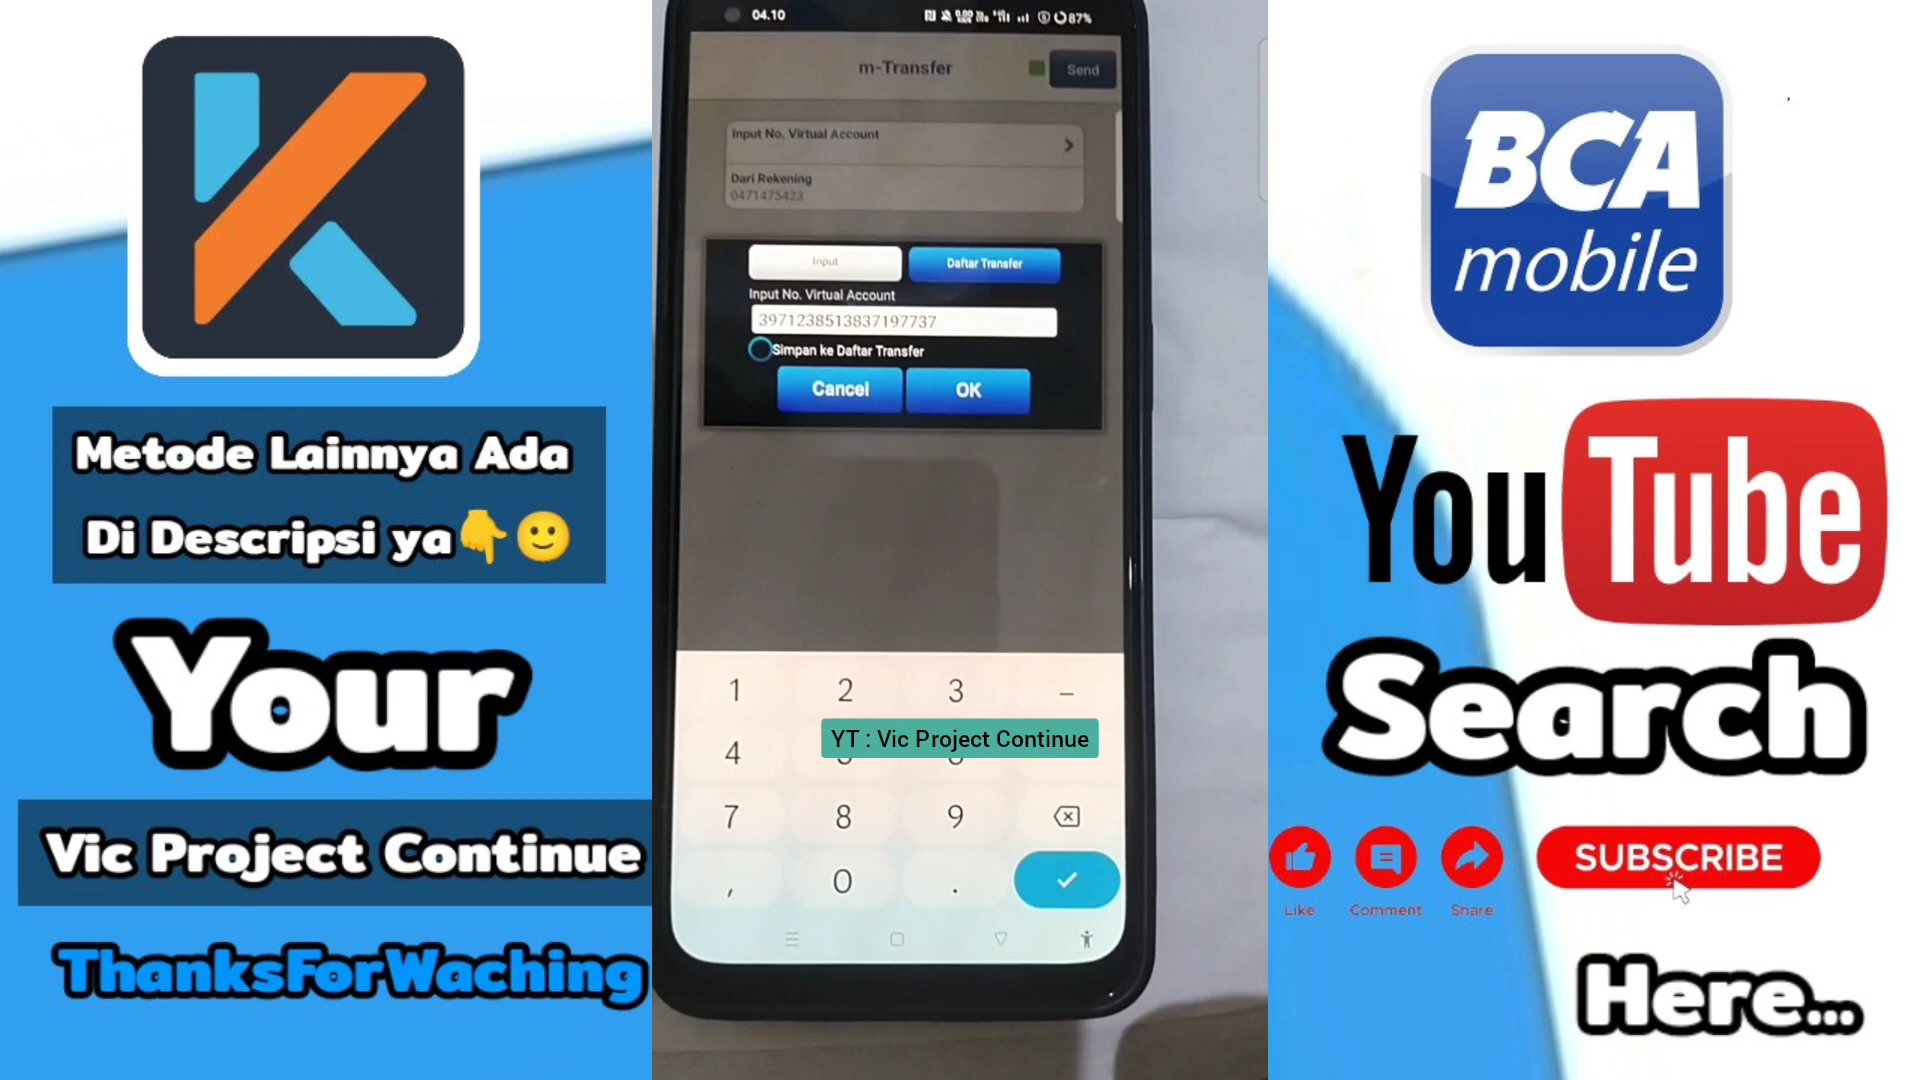 Metode Lainnya Ada
Di Descripsi ya👇🙂
Your
Vic Project Continue
ThanksForWaching
04.10
87%
m-Transfer
Send
Input No. Virtual Account
Dari Rekening
0471475423
Input
Daftar Transfer
Input No. Virtual Account
3971238513837197737
Simpan ke Daftar Transfer
Cancel
OK
1 2 3 –
4
YT : Vic Project Continue
7 8 9
, 0 .
BCA
mobile
YouTube
Search
SUBSCRIBE
Like Comment Share
Here...